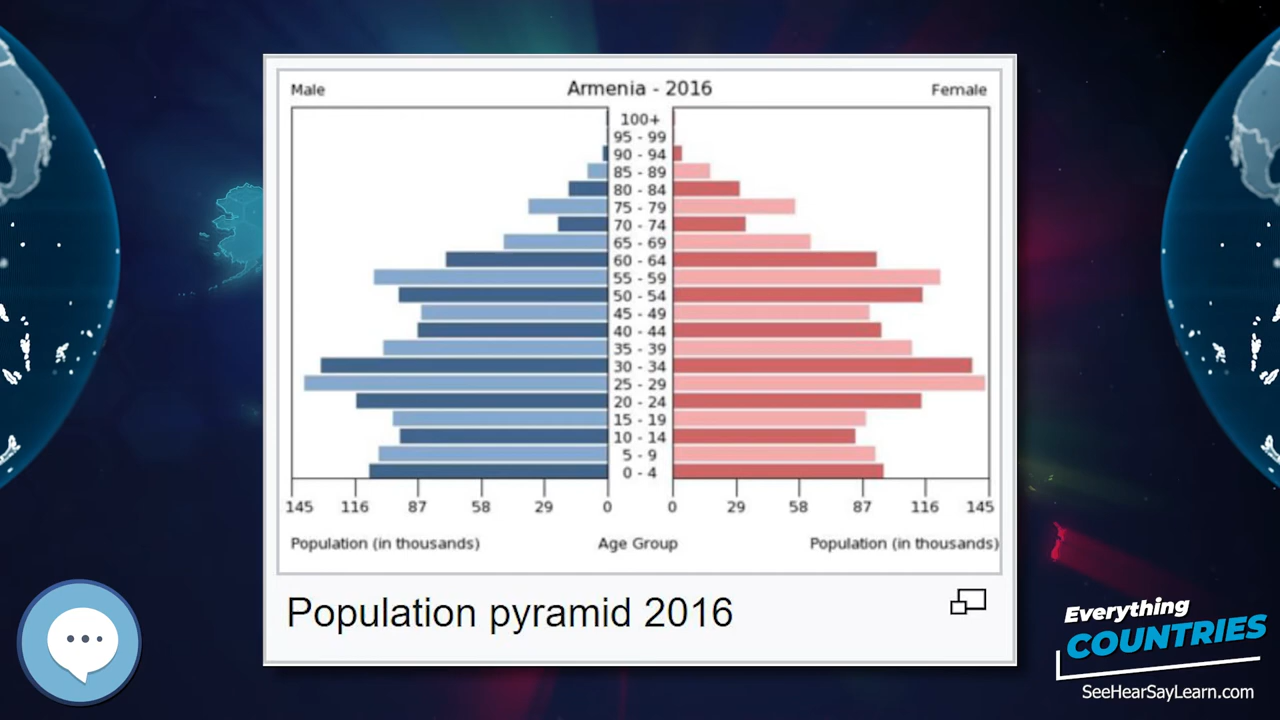 Male Armenia - 2016 Female
100+
95 - 99
90 - 94
85 - 89
80 - 84
75 - 79
70 - 74
65 - 69
60 - 64
55 - 59
50 - 54
45 - 49
40 - 44
35 - 39
30 - 34
25 - 29
20 - 24
15 - 19
10 - 14
5 - 9
0 - 4
145 116 87 58 29 0 0 29 58 87 116 145
Population (in thousands) Age Group Population (in thousands)
Population pyramid 2016
Everything
COUNTRIES
SeeHearSayLearn.com